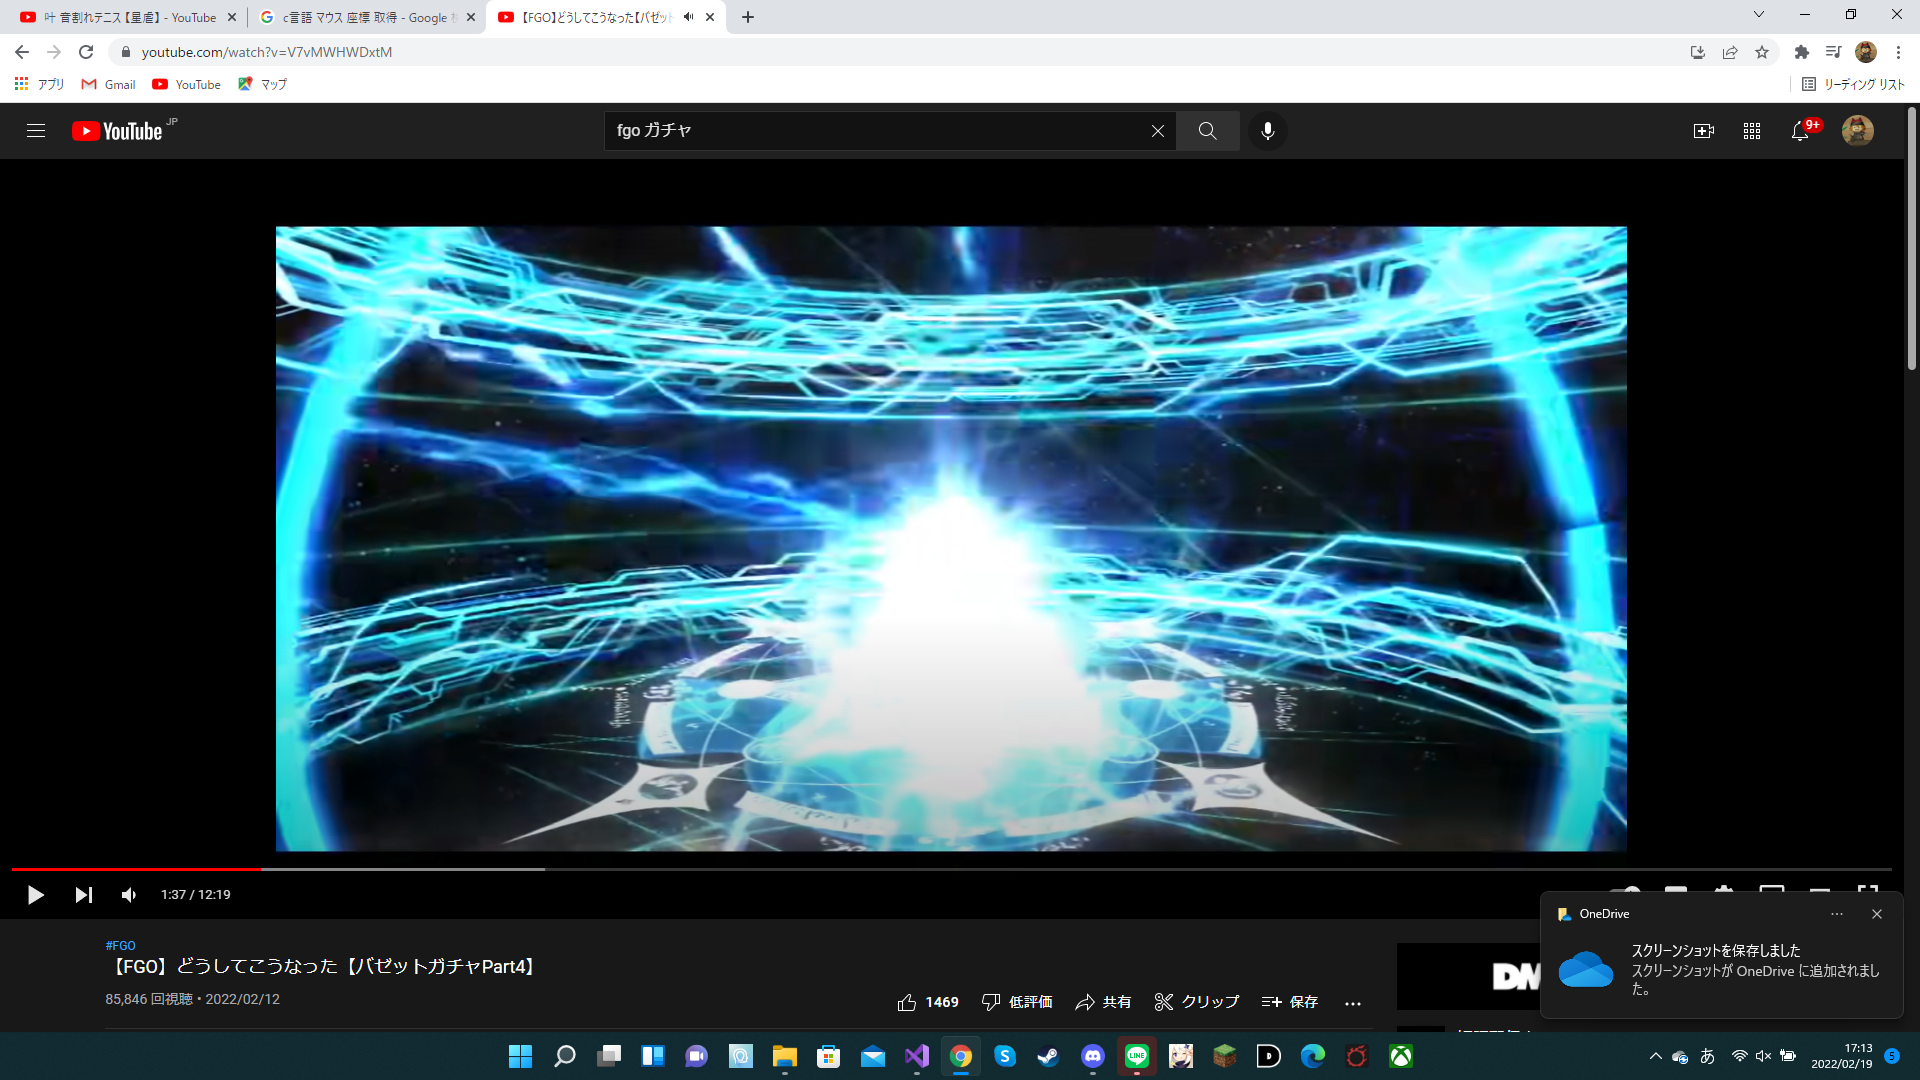 叶 音割れテニス【星虐】 - YouTube
c言語 マウス 座標 取得 - Google
【FGO】どうしてこうなった【バゼット
youtube.com/watch?v=V7vMWHWDxtM
アプリ
Gmail
YouTube
マップ
リーディング リスト
YouTube JP
fgo ガチャ
9+
1:37 / 12:19
#FGO
【FGO】どうしてこうなった【バゼットガチャPart4】
85,846 回視聴・2022/02/12
1469
低評価
共有
クリップ
保存
DM
OneDrive
スクリーンショットを保存しました
スクリーンショットが OneDrive に追加されまし
た。
LINE
あ
17:13
2022/02/19
5